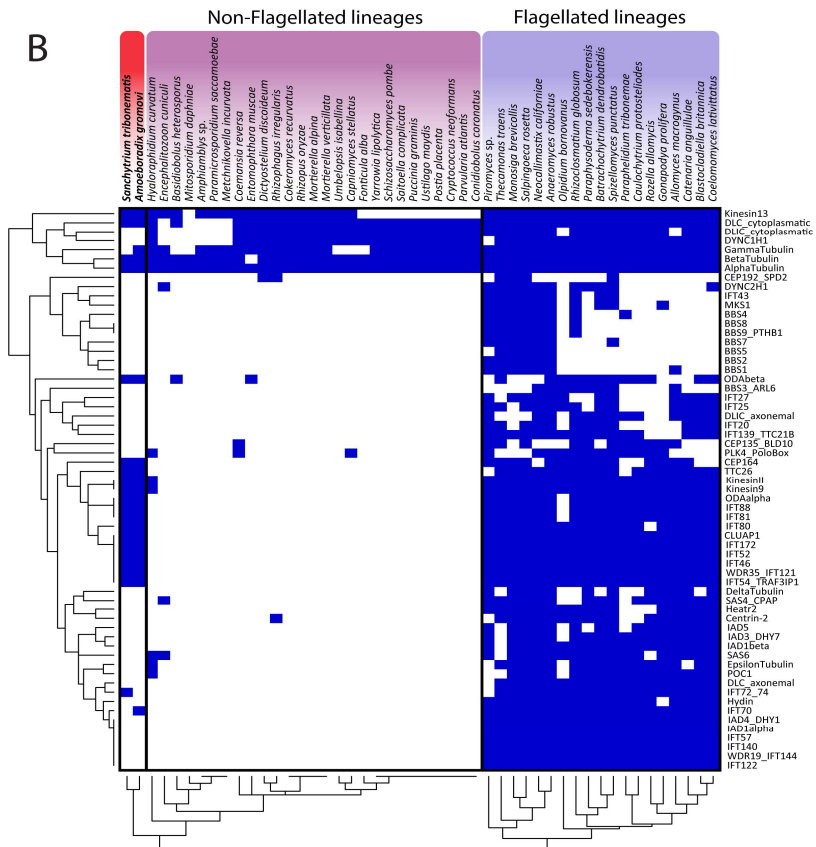 B
Non-Flagellated lineages
Flagellated lineages
Sanchytrium tribonematis
Amoeboradix gromovi
Hyaloraphidium curvatum
Encephalitozoon cuniculi
Basidiobolus heterosporus
Mitosporidium daphniae
Amphiamblys sp.
Paramicrosporidium saccamoebae
Metchnikovella incurvata
Coemansia reversa
Entomophthora muscae
Dictyostelium discoideum
Rhizophagus irregularis
Cokeromyces recurvatus
Rhizopus oryzae
Mortierella alpina
Mortierella verticillata
Umbelopsis isabellina
Capniomyces stellatus
Fonticula alba
Yarrowia lipolytica
Schizosaccharomyces pombe
Saitoella complicata
Puccinia graminis
Ustilago maydis
Postia placenta
Cryptococcus neoformans
Parvularia atlantis
Conidiobolus coronatus
Piromyces sp.
Thecamonas traens
Monosiga brevicollis
Salpingoeca rosetta
Neocallimastix californiae
Anaeromyces robustus
Olpidium bornovanus
Rhizoclosmatium globosum
Paraphysoderma sedebokerensis
Batrachochytrium dendrobatidis
Spizellomyces punctatus
Paraphelidium tribonemae
Caulochytrium protosteliodes
Rozella allomycis
Gonapodya prolifera
Allomyces macrogynus
Catenaria anguillulae
Blastocladiella britannica
Coelomomyces lativittatus
Kinesin13
DLC_cytoplasmatic
DLIC_cytoplasmatic
DYNC1H1
GammaTubulin
BetaTubulin
AlphaTubulin
CEP192_SPD2
DYNC2H1
IFT43
MKS1
BBS4
BBS8
BBS9_PTHB1
BBS7
BBS5
BBS2
BBS1
ODAbeta
BBS3_ARL6
IFT27
IFT25
DLIC_axonemal
IFT20
IFT139_TTC21B
CEP135_BLD10
PLK4_PoloBox
CEP164
TTC26
KinesinII
Kinesin9
ODAalpha
IFT88
IFT81
IFT80
CLUAP1
IFT172
IFT52
IFT46
WDR35_IFT121
IFT54_TRAF3IP1
DeltaTubulin
SAS4_CPAP
Heatr2
Centrin-2
IAD5
IAD3_DHY7
IAD1beta
SAS6
EpsilonTubulin
POC1
DLC_axonemal
IFT72_74
Hydin
IFT70
IAD4_DHY1
IAD1alpha
IFT57
IFT140
WDR19_IFT144
IFT122